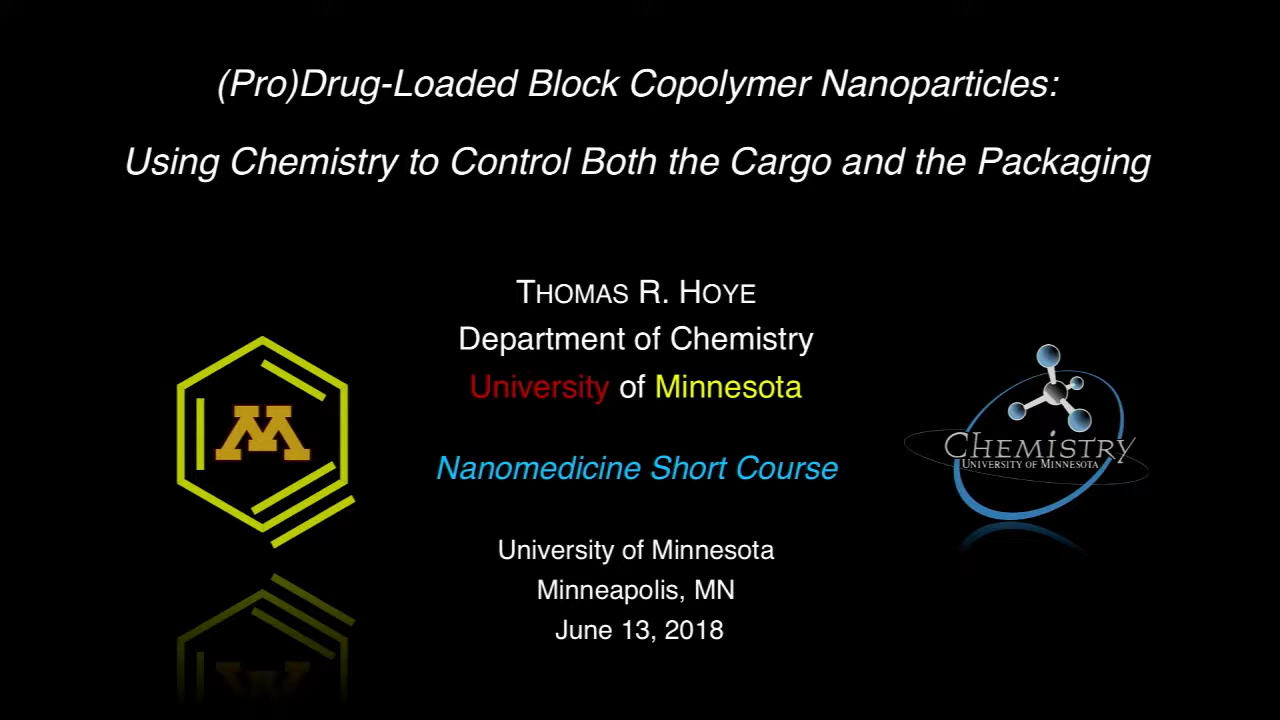 (Pro)Drug-Loaded Block Copolymer Nanoparticles:
Using Chemistry to Control Both the Cargo and the Packaging
THOMAS R. HOYE
Department of Chemistry
University of Minnesota
Nanomedicine Short Course
University of Minnesota
Minneapolis, MN
June 13, 2018
M
CHEMISTRY
UNIVERSITY OF MINNESOTA